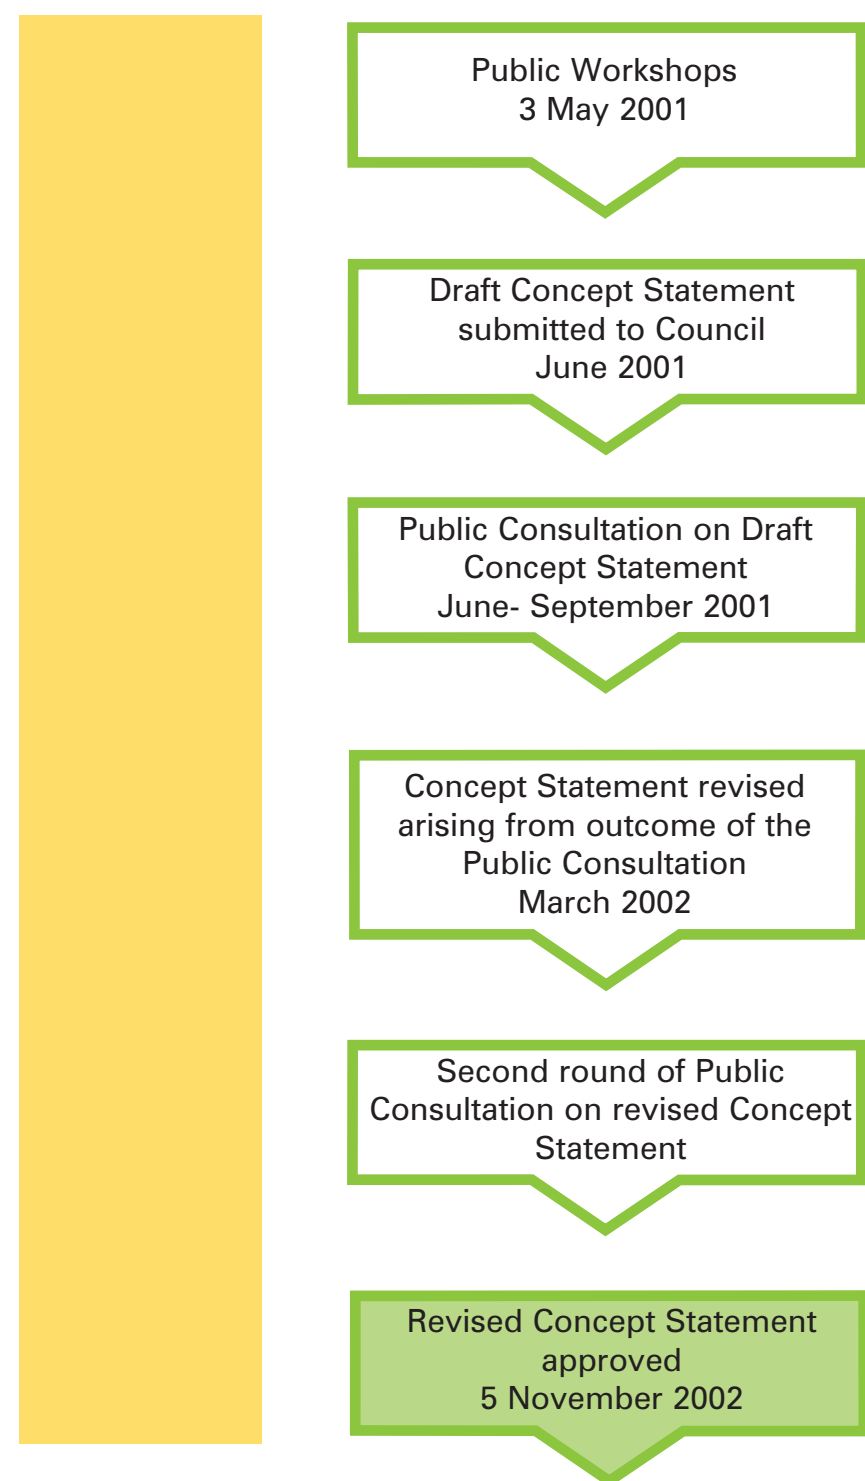 Public Workshops
3 May 2001
Draft Concept Statement
submitted to Council
June 2001
Public Consultation on Draft
Concept Statement
June- September 2001
Concept Statement revised
arising from outcome of the
Public Consultation
March 2002
Second round of Public
Consultation on revised Concept
Statement
Revised Concept Statement
approved
5 November 2002